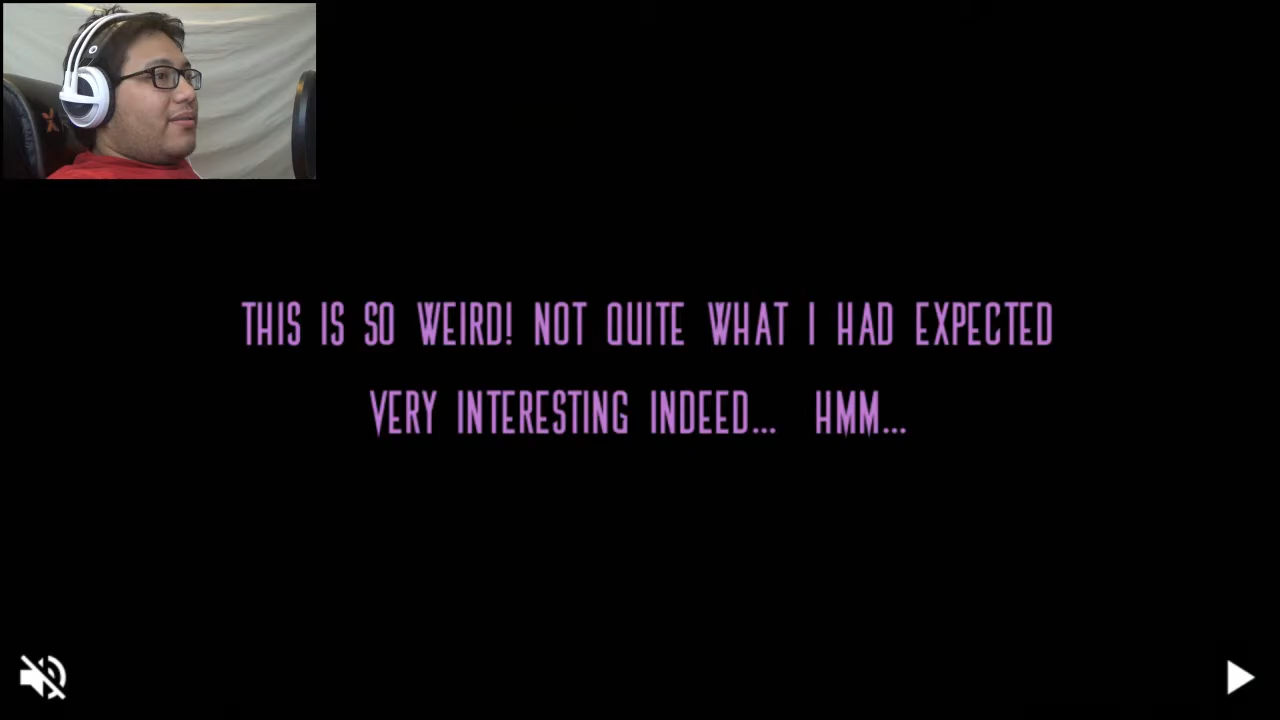 THIS IS SO WEIRD! NOT QUITE WHAT I HAD EXPECTED
VERY INTERESTING INDEED... HMM...